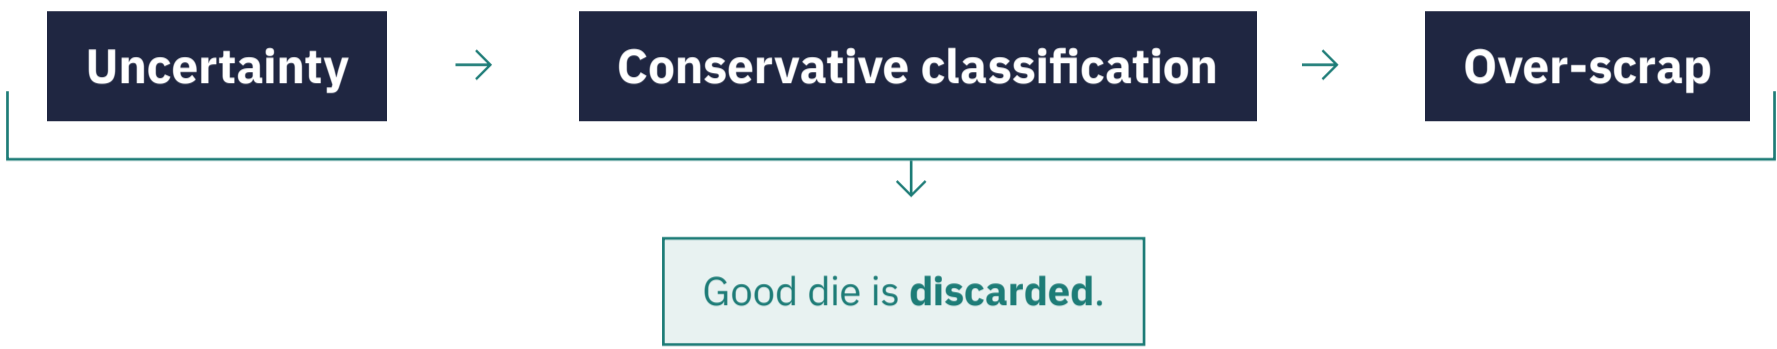 Uncertainty → Conservative classification → Over-scrap
Good die is discarded.